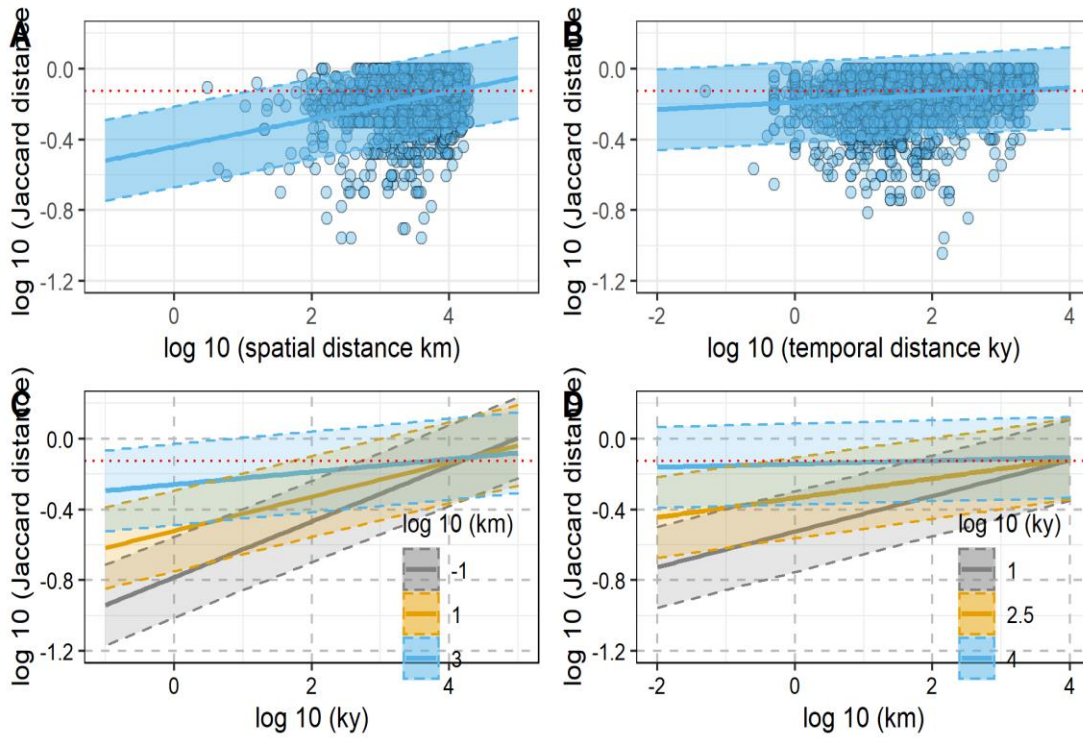 A
B
log 10 (Jaccard distance)
0.0
-0.4
-0.8
-1.2
0
2
4
log 10 (spatial distance km)
log 10 (Jaccard distance)
0.0
-0.4
-0.8
-1.2
-2
0
2
4
log 10 (temporal distance ky)
C
D
log 10 (Jaccard distance)
0.0
-0.4
-0.8
-1.2
log 10 (km)
-1
1
3
0
2
4
log 10 (ky)
log 10 (Jaccard distance)
0.0
-0.4
-0.8
-1.2
log 10 (ky)
1
2.5
4
-2
0
2
4
log 10 (km)